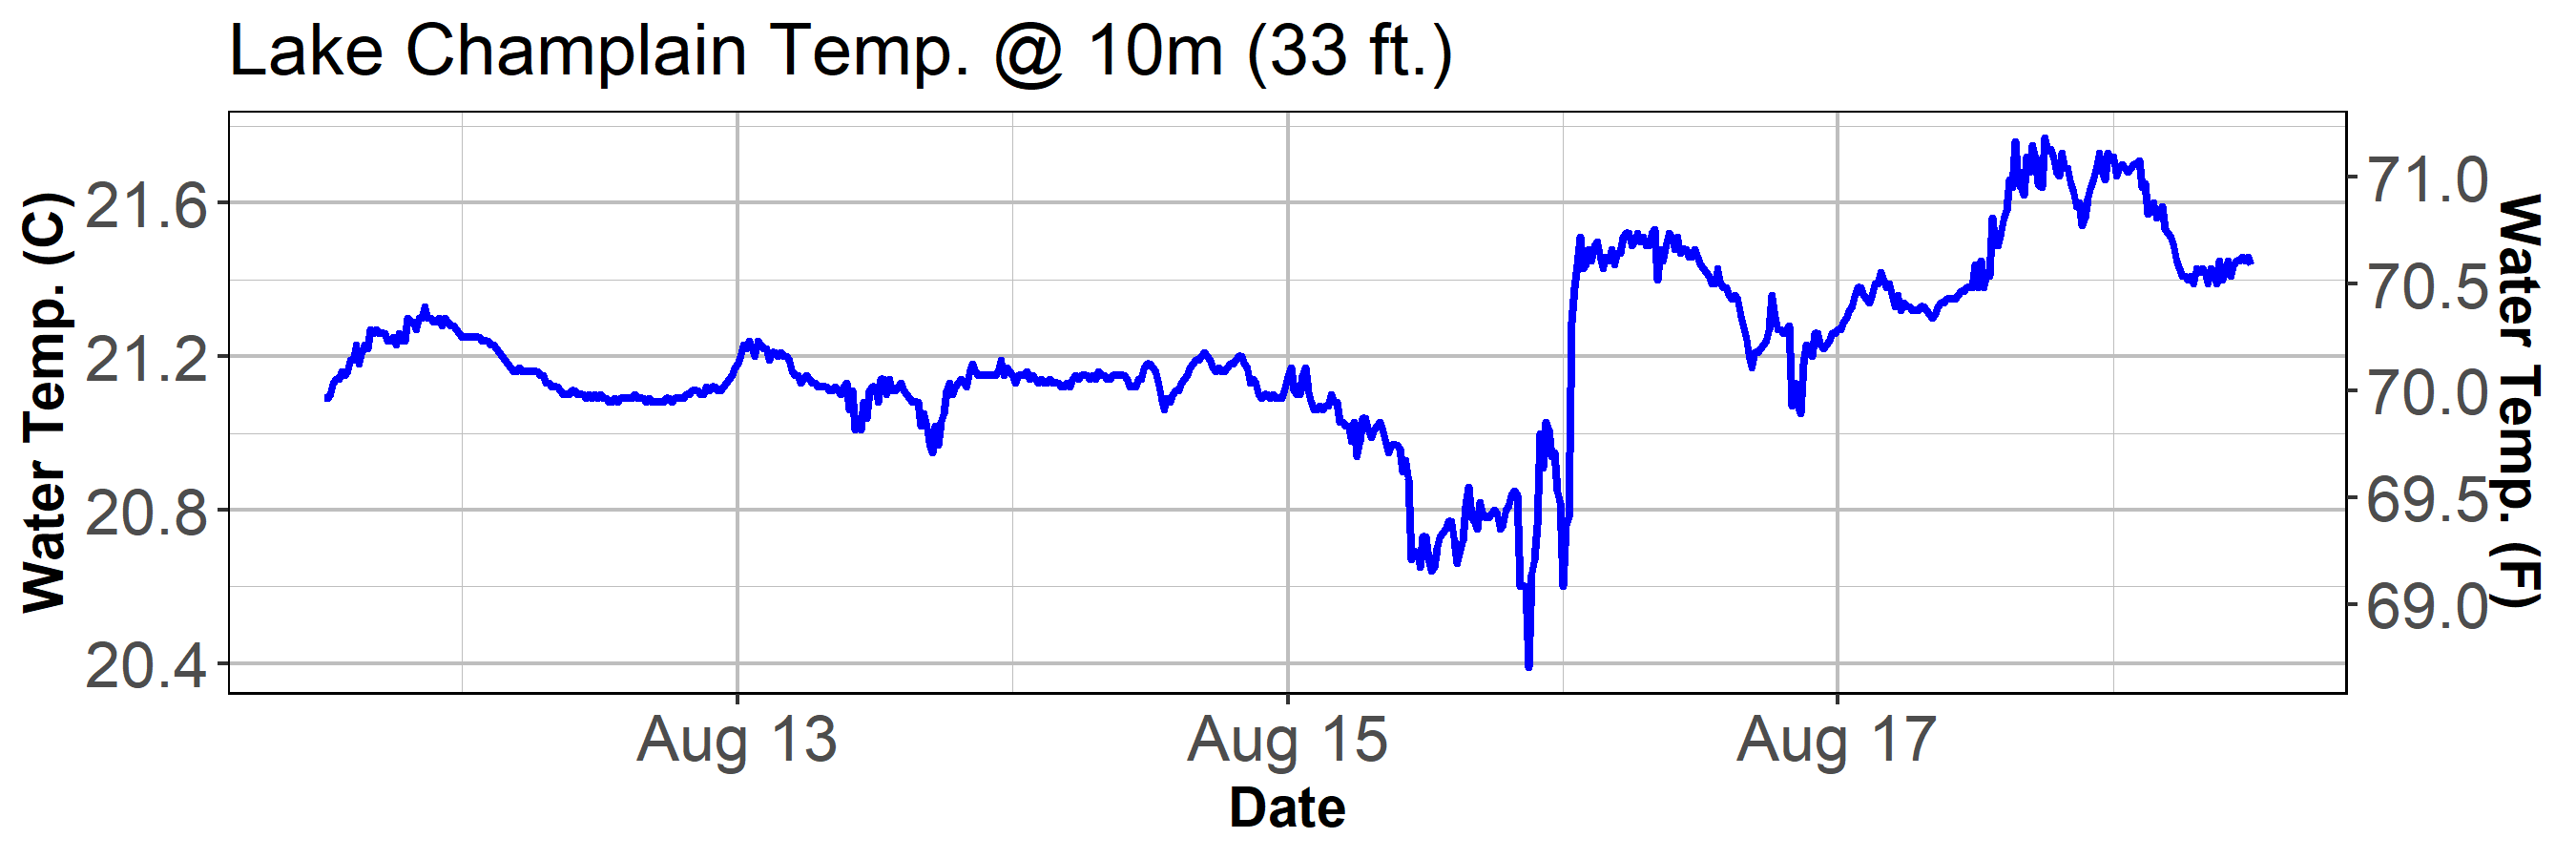 Lake Champlain Temp. @ 10m (33 ft.)
Water Temp. (C)
21.6
21.2
20.8
20.4
71.0
70.5
70.0
69.5
69.0
Water Temp. (F)
Aug 13
Aug 15
Aug 17
Date